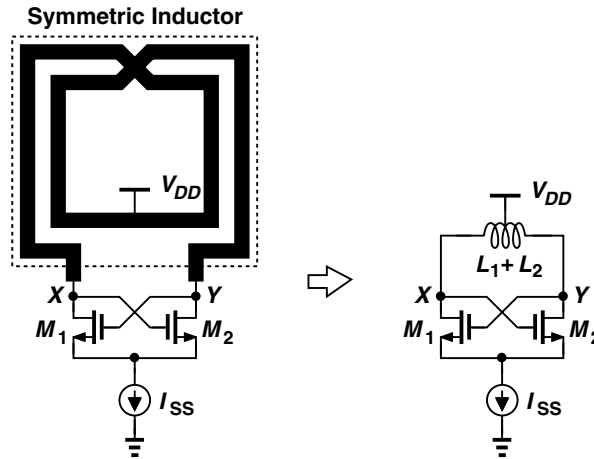 Symmetric Inductor
V_DD
X
Y
M_1
M_2
I_SS
V_DD
L_1 + L_2
X
Y
M_1
M_2
I_SS